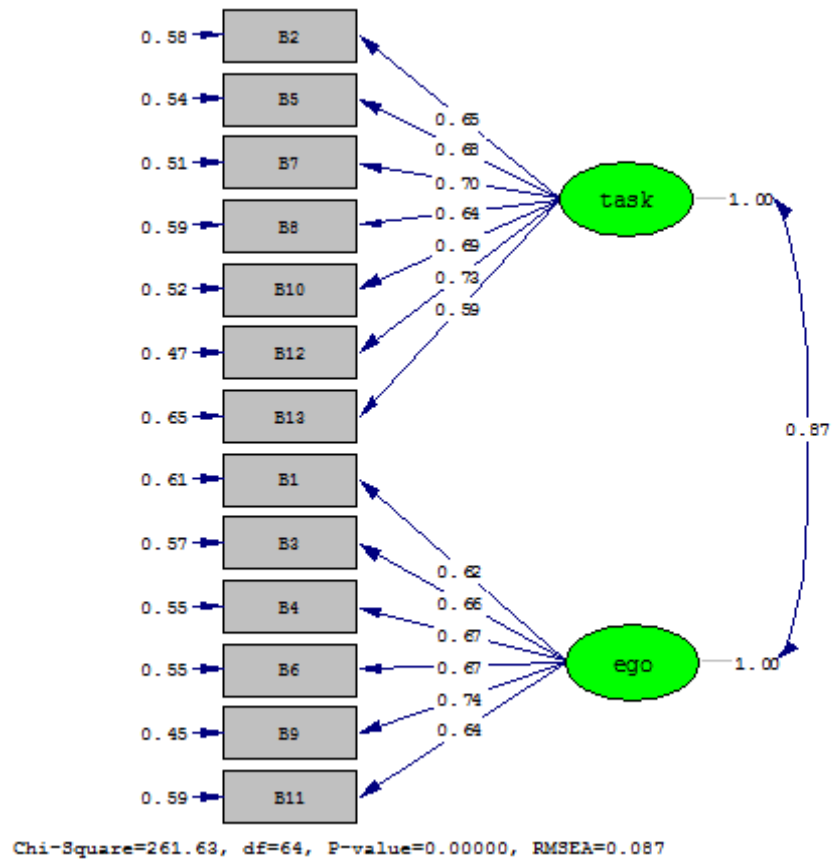 0.58 B2
0.65
0.54 B5
0.68
0.51 B7
0.70
task 1.00
0.59 B8
0.64
0.69
0.52 B10
0.73
0.59
0.47 B12
0.65 B13
0.87
0.61 B1
0.57 B3
0.62
0.66
0.55 B4
0.67
0.55 B6
0.67
ego 1.00
0.74
0.45 B9
0.64
0.59 B11
Chi-Square=261.63, df=64, P-value=0.00000, RMSEA=0.087